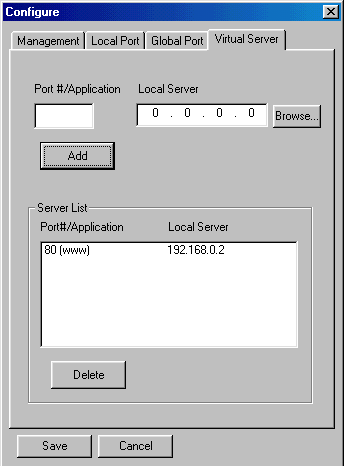 Configure
Management Local Port Global Port Virtual Server
Port #/Application Local Server
0 . 0 . 0 . 0 Browse...
Add
Server List
Port#/Application Local Server
80 (www) 192.168.0.2
Delete
Save Cancel